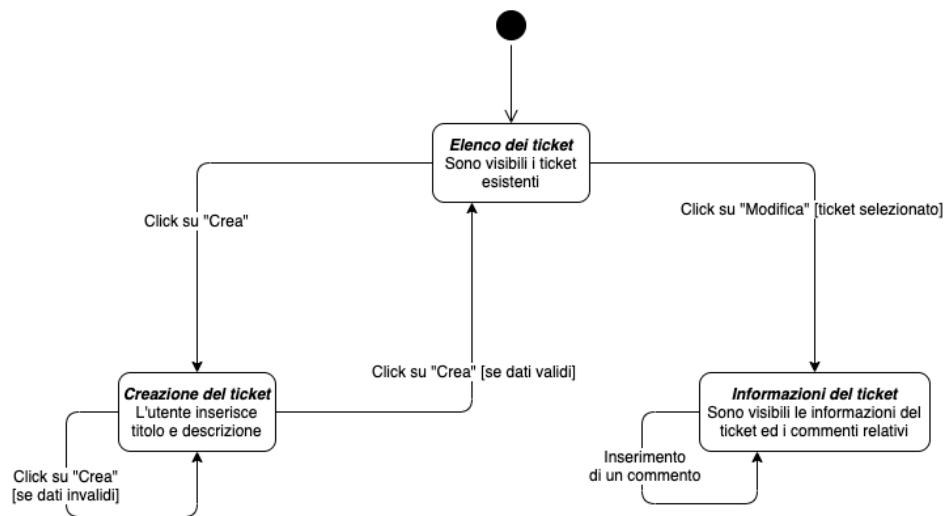 Elenco dei ticket
Sono visibili i ticket
esistenti
Click su "Crea"
Click su "Modifica" [ticket selezionato]
Click su "Crea" [se dati validi]
Creazione del ticket
L'utente inserisce
titolo e descrizione
Informazioni del ticket
Sono visibili le informazioni del
ticket ed i commenti relativi
Click su "Crea"
[se dati invalidi]
Inserimento
di un commento